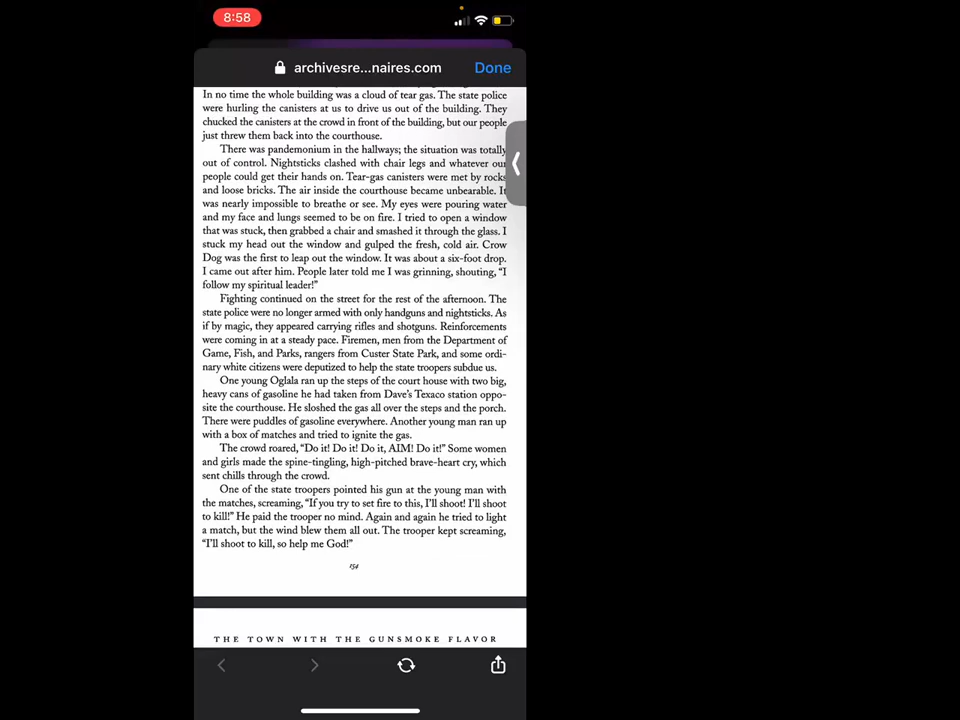 8:58
archivesre...naires.com
Done
In no time the whole building was a cloud of tear gas. The state police
were hurling the canisters at us to drive us out of the building. They
chucked the canisters at the crowd in front of the building, but our people
just threw them back into the courthouse.
There was pandemonium in the hallways; the situation was totally
out of control. Nightsticks clashed with chair legs and whatever our
people could get their hands on. Tear-gas canisters were met by rocks
and loose bricks. The air inside the courthouse became unbearable. It
was nearly impossible to breathe or see. My eyes were pouring water
and my face and lungs seemed to be on fire. I tried to open a window
that was stuck, then grabbed a chair and smashed it through the glass. I
stuck my head out the window and gulped the fresh, cold air. Crow
Dog was the first to leap out the window. It was about a six-foot drop.
I came out after him. People later told me I was grinning, shouting, “I
follow my spiritual leader!”
Fighting continued on the street for the rest of the afternoon. The
state police were no longer armed with only handguns and nightsticks. As
if by magic, they appeared carrying rifles and shotguns. Reinforcements
were coming in at a steady pace. Firemen, men from the Department of
Game, Fish, and Parks, rangers from Custer State Park, and some ordi-
nary white citizens were deputized to help the state troopers subdue us.
One young Oglala ran up the steps of the court house with two big,
heavy cans of gasoline he had taken from Dave’s Texaco station oppo-
site the courthouse. He sloshed the gas all over the steps and the porch.
There were puddles of gasoline everywhere. Another young man ran up
with a box of matches and tried to ignite the gas.
The crowd roared, “Do it! Do it! Do it, AIM! Do it!” Some women
and girls made the spine-tingling, high-pitched brave-heart cry, which
sent chills through the crowd.
One of the state troopers pointed his gun at the young man with
the matches, screaming, “If you try to set fire to this, I’ll shoot! I’ll shoot
to kill!” He paid the trooper no mind. Again and again he tried to light
a match, but the wind blew them all out. The trooper kept screaming,
“I’ll shoot to kill, so help me God!”
154
THE TOWN WITH THE GUNSMOKE FLAVOR